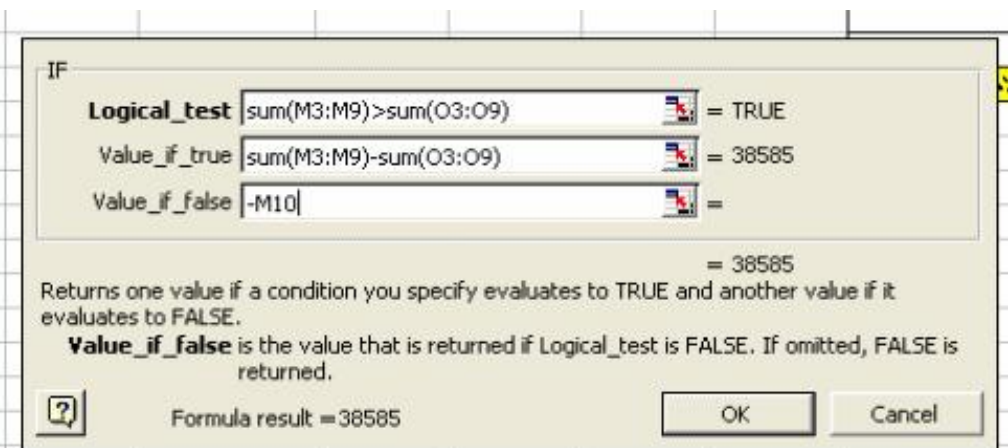 IF
Logical_test sum(M3:M9)>sum(O3:O9) = TRUE
Value_if_true sum(M3:M9)-sum(O3:O9) = 38585
Value_if_false -M10 =
= 38585
Returns one value if a condition you specify evaluates to TRUE and another value if it
evaluates to FALSE.
Value_if_false is the value that is returned if Logical_test is FALSE. If omitted, FALSE is
returned.
? Formula result =38585 OK Cancel